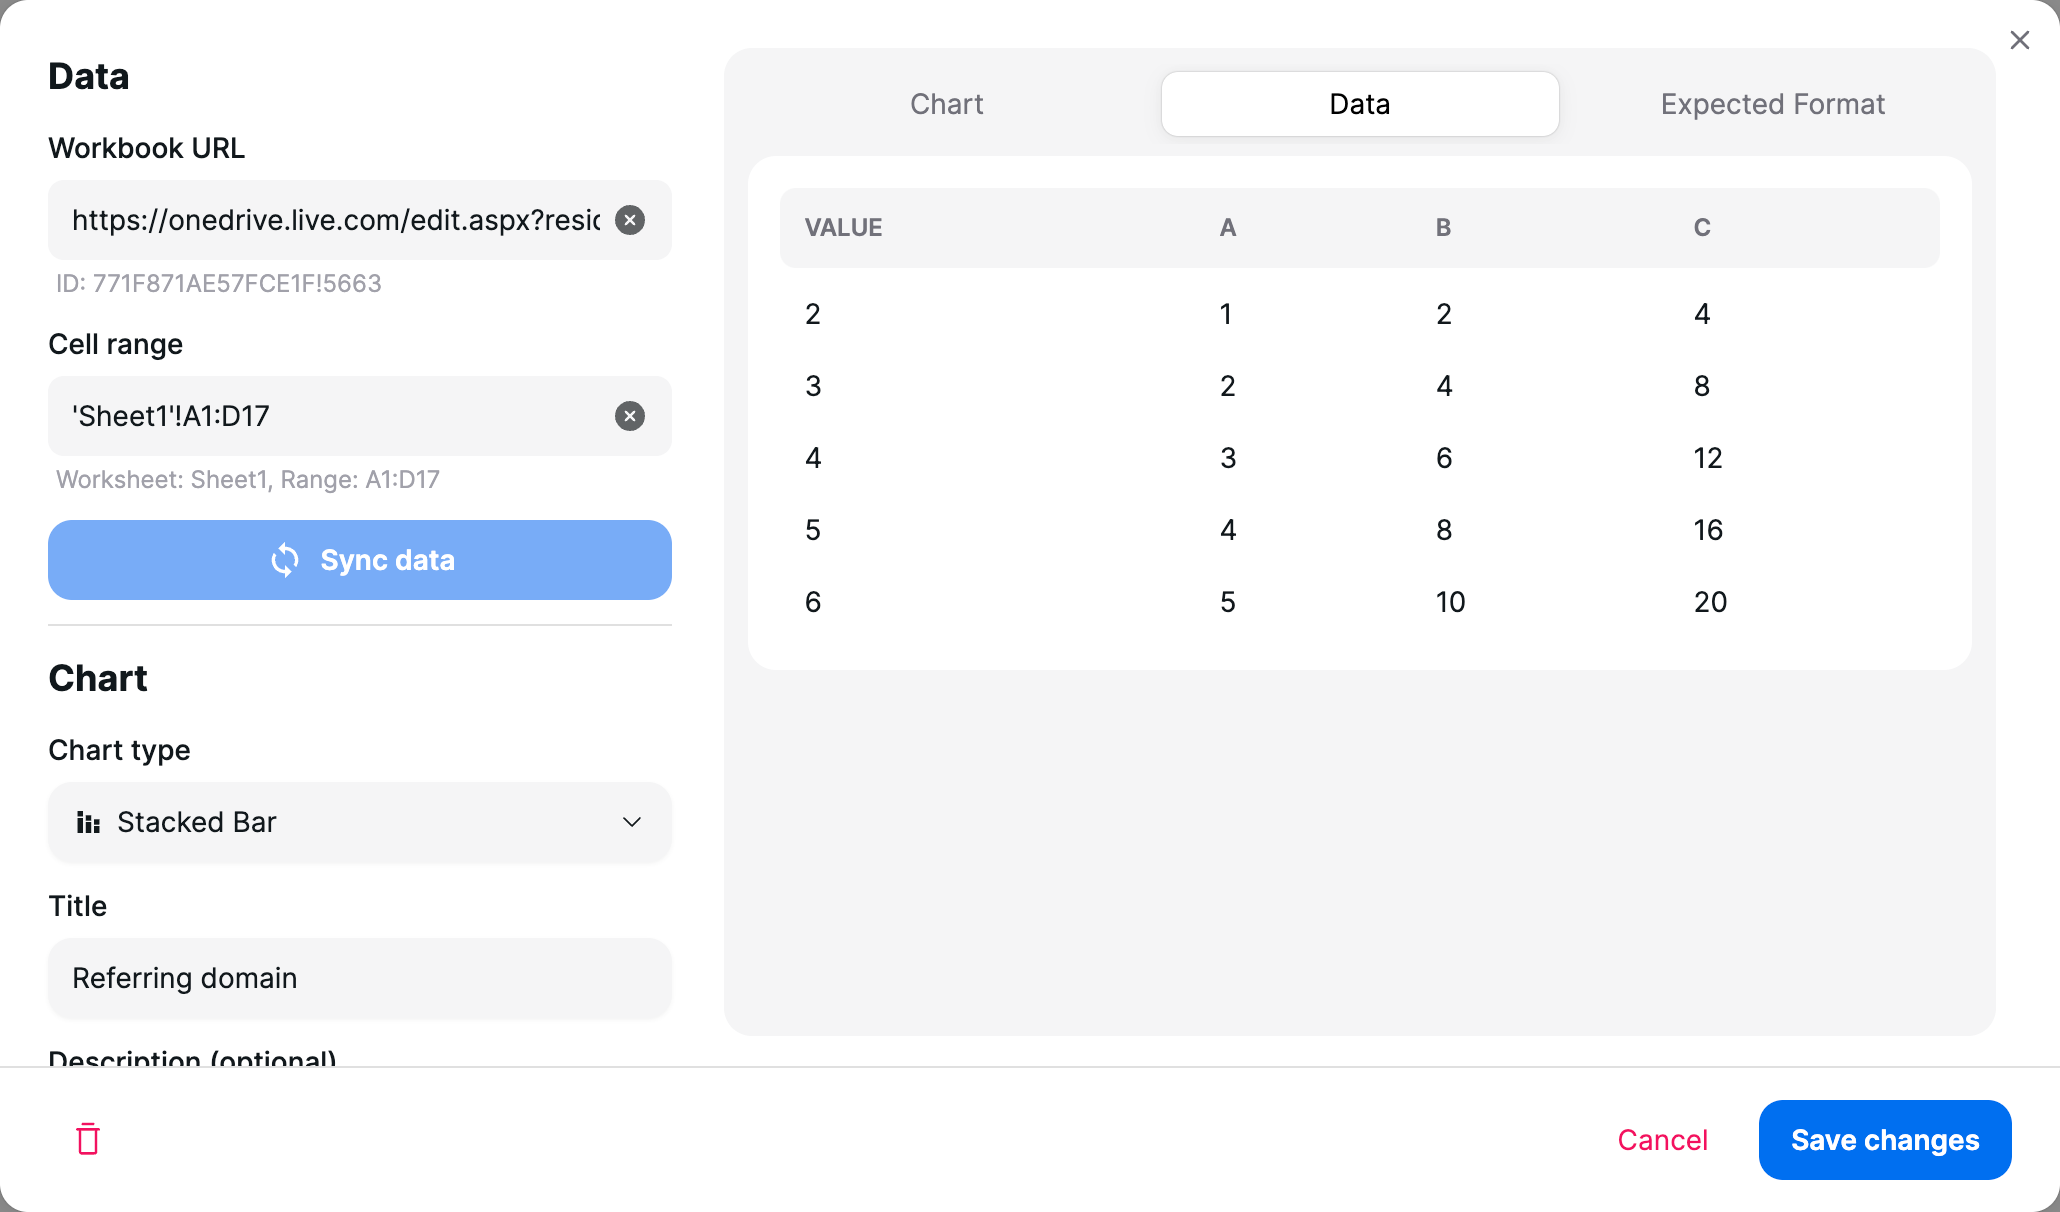 Data
Workbook URL
https://onedrive.live.com/edit.aspx?resid
ID: 771F871AE57FCE1F!5663
Cell range
'Sheet1'!A1:D17
Worksheet: Sheet1, Range: A1:D17
Sync data
Chart
Chart type
Stacked Bar
Title
Referring domain
Description (optional)
Chart Data Expected Format
VALUE A B C
2 1 2 4
3 2 4 8
4 3 6 12
5 4 8 16
6 5 10 20
Cancel Save changes